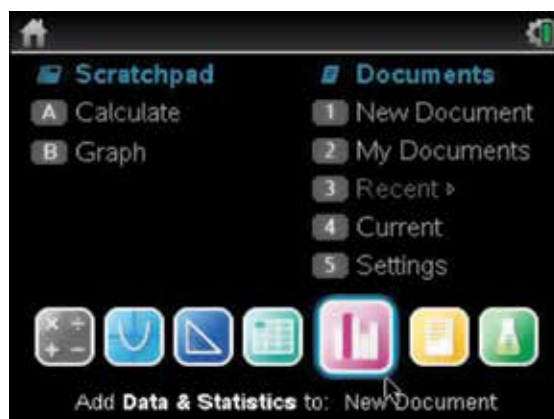 Scratchpad
A Calculate
B Graph
Documents
1 New Document
2 My Documents
3 Recent ▹
4 Current
5 Settings
Add Data & Statistics to: New Document